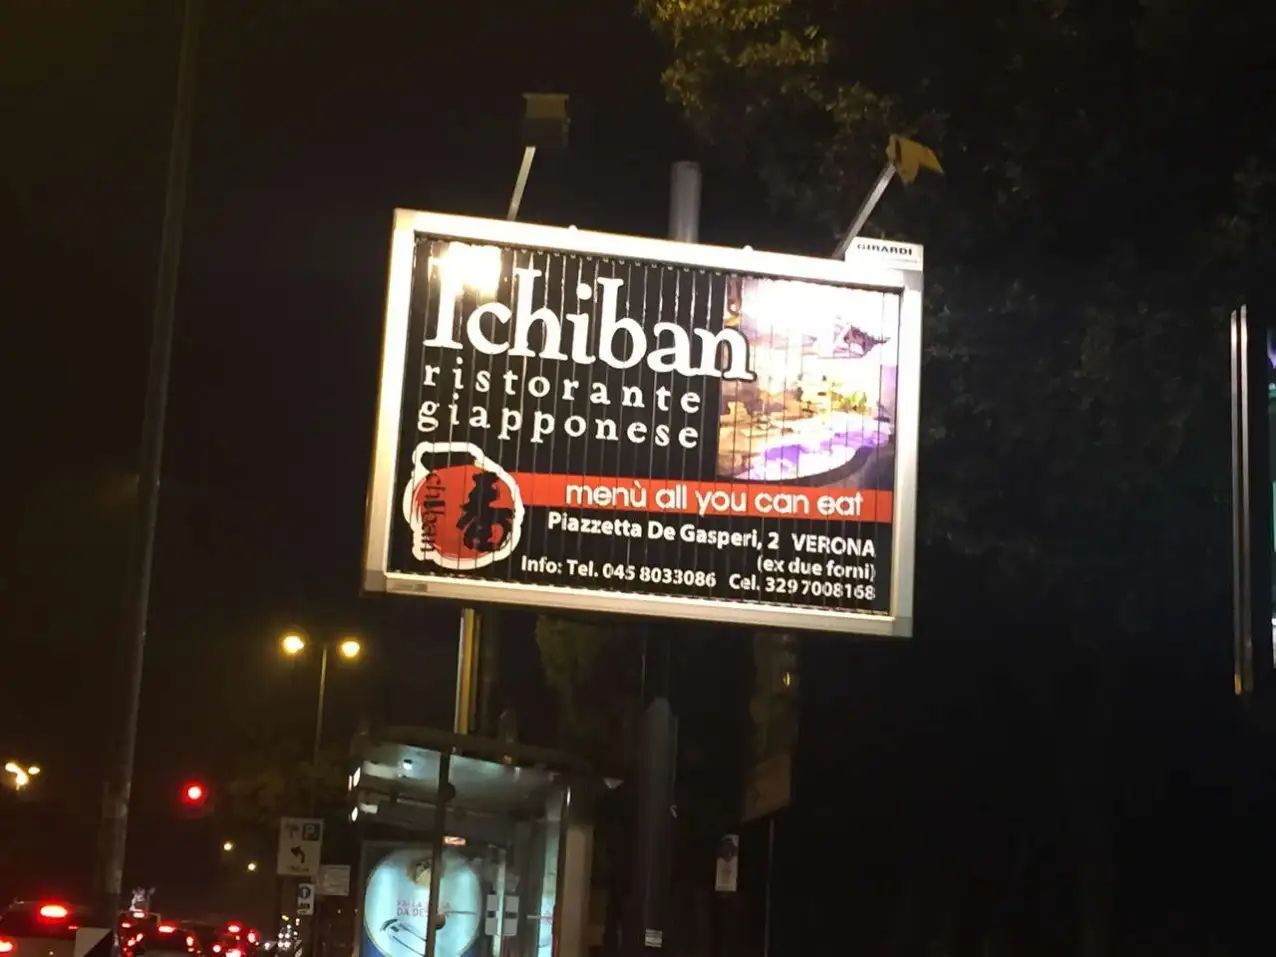 GIRARDI
Ichiban
ristorante
giapponese
menù all you can eat
Piazzetta De Gasperi, 2 VERONA
(ex due forni)
Info: Tel. 045 8033086 Cel. 329 7008168
chiban
P